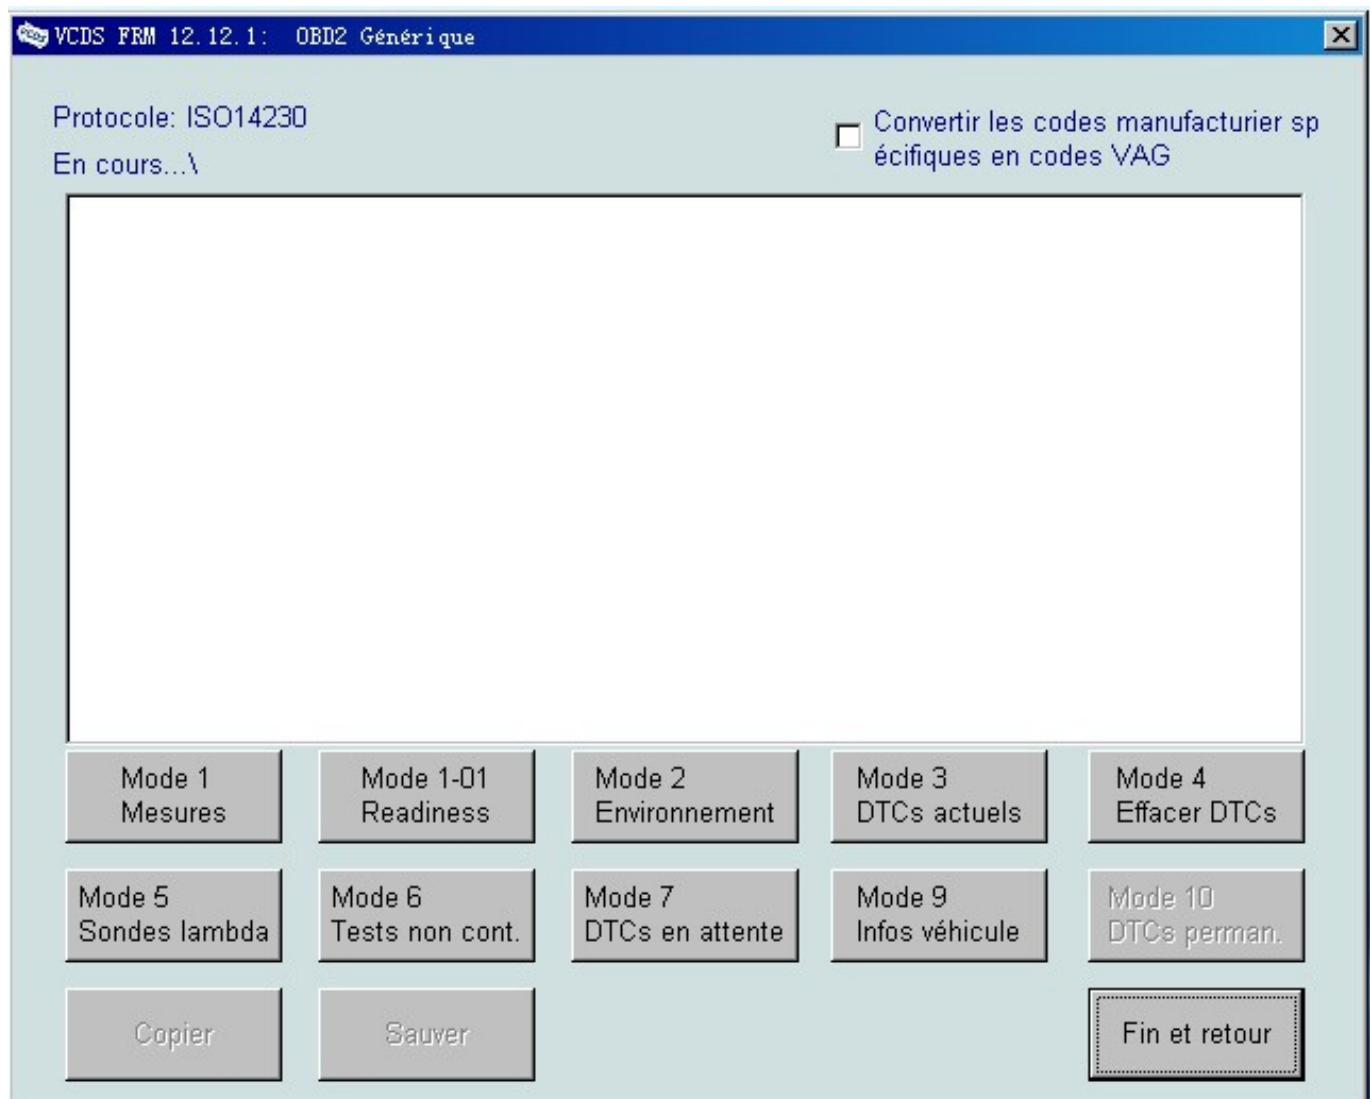 VCDS FRM 12.12.1:  OBD2 Générique
Protocole: ISO14230
En cours...\
Convertir les codes manufacturier sp
écifiques en codes VAG
Mode 1
Mesures
Mode 1-01
Readiness
Mode 2
Environnement
Mode 3
DTCs actuels
Mode 4
Effacer DTCs
Mode 5
Sondes lambda
Mode 6
Tests non cont.
Mode 7
DTCs en attente
Mode 9
Infos véhicule
Mode 10
DTCs perman.
Copier
Sauver
Fin et retour